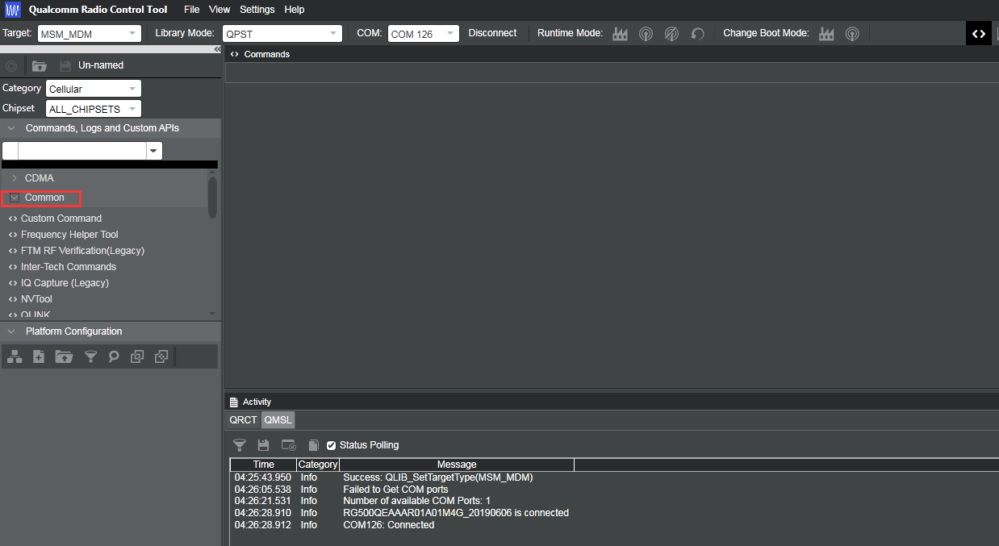 Qualcomm Radio Control Tool File View Settings Help
Target: MSM_MDM Library Mode: QPST COM: COM 126 Disconnect Runtime Mode: Change Boot Mode:
Un-named
Category Cellular
Chipset ALL_CHIPSETS
Commands, Logs and Custom APIs
CDMA
Common
Custom Command
Frequency Helper Tool
FTM RF Verification(Legacy)
Inter-Tech Commands
IQ Capture (Legacy)
NVTool
QLINK
Platform Configuration
Commands
Activity
QRCT QMSL
Status Polling
Time Category Message
04:25:43.950 Info Success: QLIB_SetTargetType(MSM_MDM)
04:26:05.538 Info Failed to Get COM ports
04:26:21.531 Info Number of available COM Ports: 1
04:26:28.910 Info RG500QEAAAR01A01M4G_20190606 is connected
04:26:28.912 Info COM126: Connected